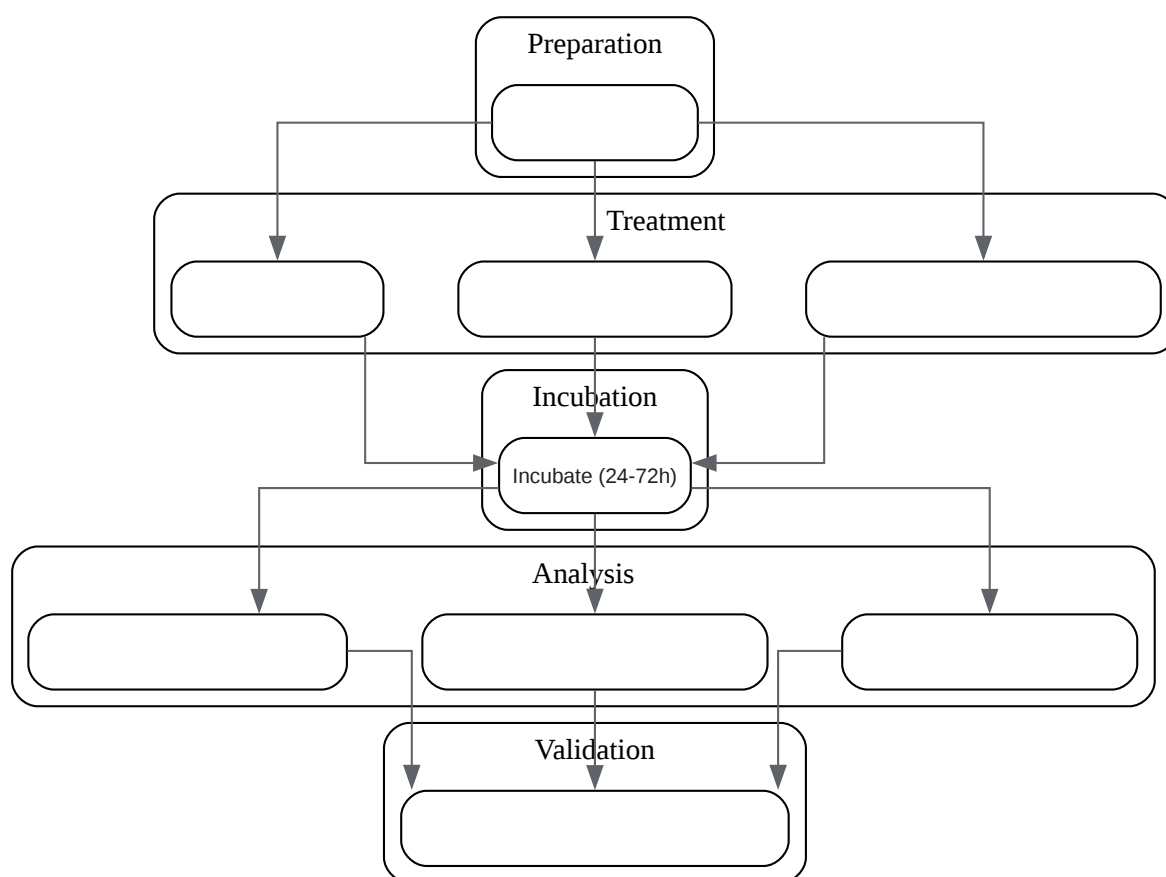 Preparation
Treatment
Incubation
Incubate (24-72h)
Analysis
Validation